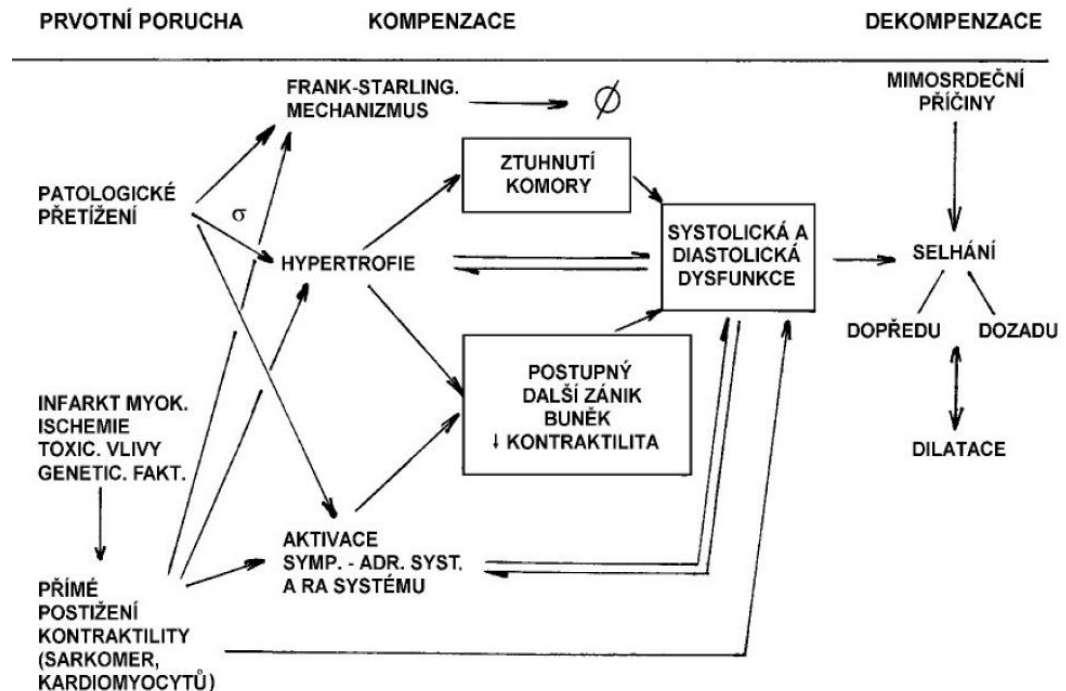 PRVOTNÍ PORUCHA
KOMPENZACE
DEKOMPENZACE
FRANK-STARLING.
MECHANIZMUS
Ø
MIMOSRDEČNÍ
PŘÍČINY
ZTUHNUTÍ
KOMORY
PATOLOGICKÉ
PŘETÍŽENÍ
σ
HYPERTROFIE
SYSTOLICKÁ A
DIASTOLICKÁ
DYSFUNKCE
SELHÁNÍ
DOPŘEDU
DOZADU
POSTUPNÝ
DALŠÍ ZÁNIK
BUNĚK
↓ KONTRAKTILITA
DILATACE
INFARKT MYOK.
ISCHEMIE
TOXIC. VLIVY
GENETIC. FAKT.
AKTIVACE
SYMP. - ADR. SYST.
A RA SYSTÉMU
PŘÍMÉ
POSTIŽENÍ
KONTRAKTILITY
(SARKOMER,
KARDIOMYOCYTŮ)